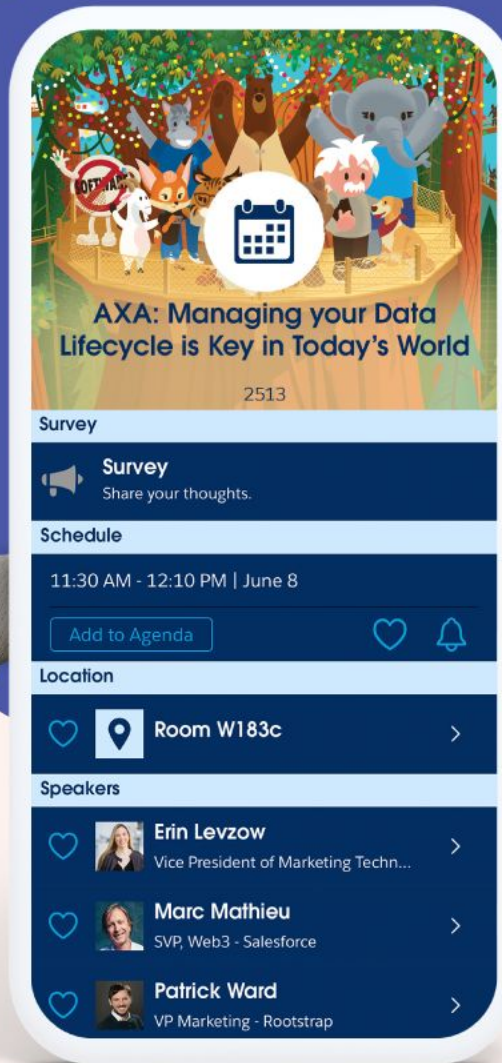 SOFTWARE
AXA: Managing your Data
Lifecycle is Key in Today's World
2513
Survey
Survey
Share your thoughts.
Schedule
11:30 AM - 12:10 PM | June 8
Add to Agenda
Location
Room W183c
Speakers
Erin Levzow
Vice President of Marketing Techn...
Marc Mathieu
SVP, Web3 - Salesforce
Patrick Ward
VP Marketing - Rootstrap